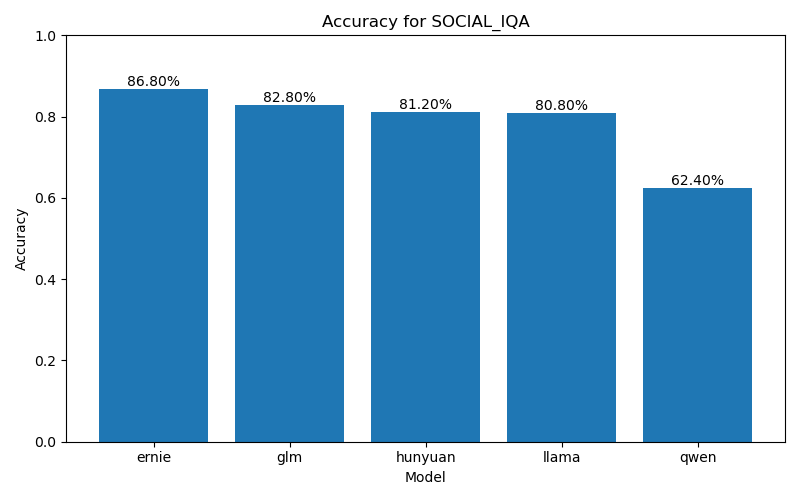 Accuracy for SOCIAL_IQA
1.0
0.8
0.6
0.4
0.2
0.0
Accuracy
86.80%
82.80%
81.20%
80.80%
62.40%
ernie
glm
hunyuan
llama
qwen
Model